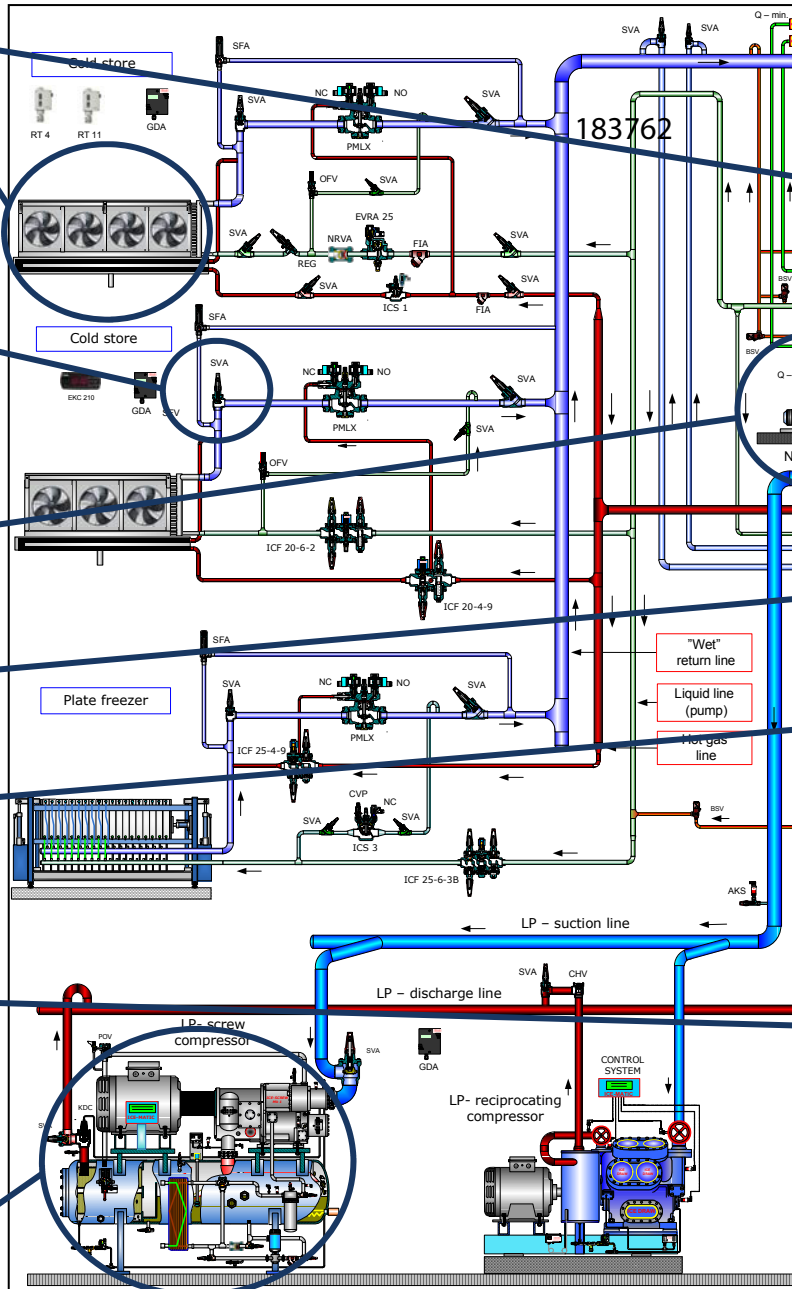 Q – min.
SVA
SVA
SFA
Cold store
NC
NO
SVA
SVA
183762
RT 4
RT 11
GDA
PMLX
OFV
SVA
EVRA 25
SVA
NRVA
FIA
SVA
REG
SVA
ICS 1
FIA
SVA
BSV
SFA
Cold store
SVA
NC
NO
SVA
BSV
EKC 210
GDA
SFV
PMLX
SVA
Q –
N
OFV
ICF 20-6-2
ICF 20-4-9
SFA
"Wet"
return line
SVA
NC
NO
SVA
Plate freezer
Liquid line
(pump)
PMLX
ICF 25-4-9
Hot gas
line
CVP
NC
SVA
SVA
BSV
ICS 3
ICF 25-6-3B
AKS
LP – suction line
SVA
CHV
LP – discharge line
LP- screw
compressor
POV
SVA
GDA
CONTROL
SYSTEM
KDC
ICE-MATIC
LP- reciprocating
compressor
SVA